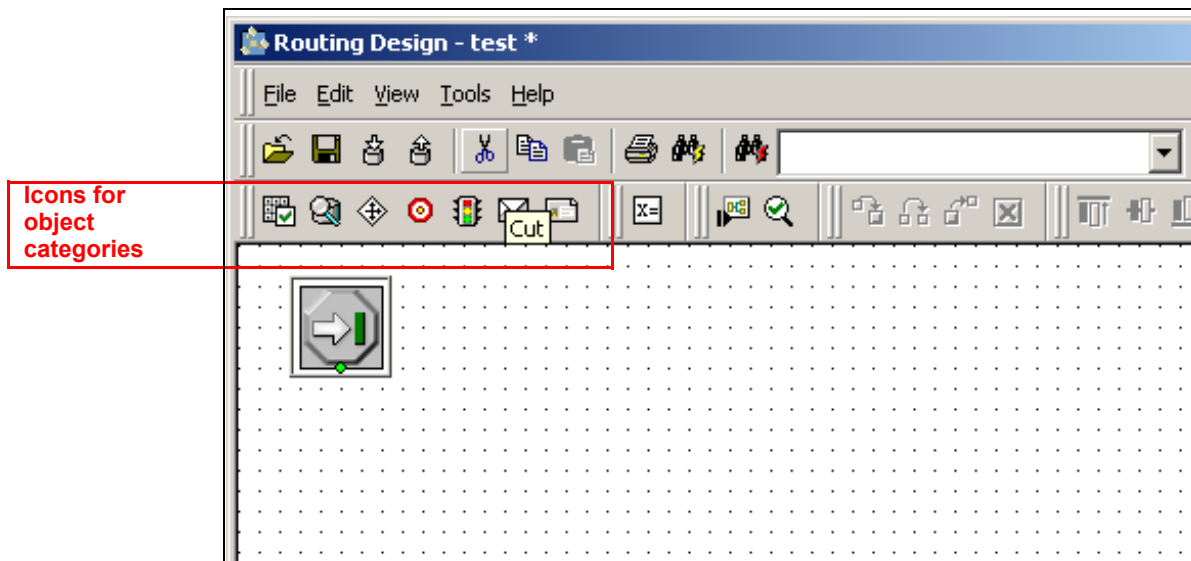 Routing Design - test *
File Edit View Tools Help
Icons for
object
categories
X=
Cut